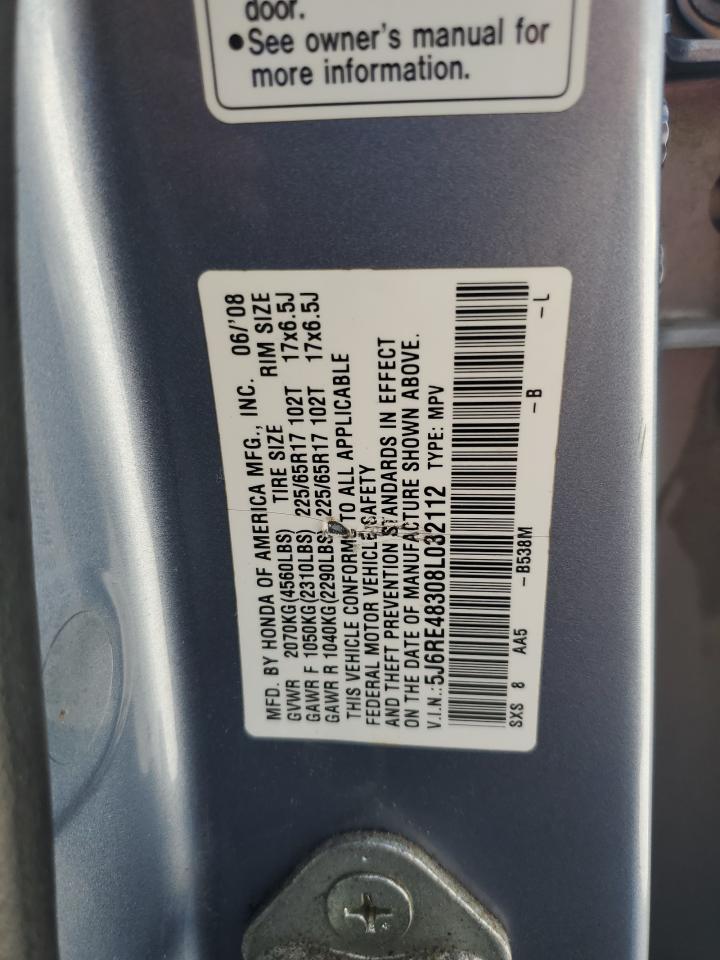 door.
●See owner's manual for
more information.
MFD. BY HONDA OF AMERICA MFG., INC. 06/'08
GVWR 2070KG(4560LBS) TIRE SIZE RIM SIZE
GAWR F 1050KG(2310LBS) 225/65R17 102T 17x6.5J
GAWR R 1040KG(2290LBS) 225/65R17 102T 17x6.5J
THIS VEHICLE CONFORMS TO ALL APPLICABLE
FEDERAL MOTOR VEHICLE SAFETY
AND THEFT PREVENTION STANDARDS IN EFFECT
ON THE DATE OF MANUFACTURE SHOWN ABOVE.
V.I.N.:5J6RE48308L032112 TYPE: MPV
SXS 8 AA5 -B538M -B -L